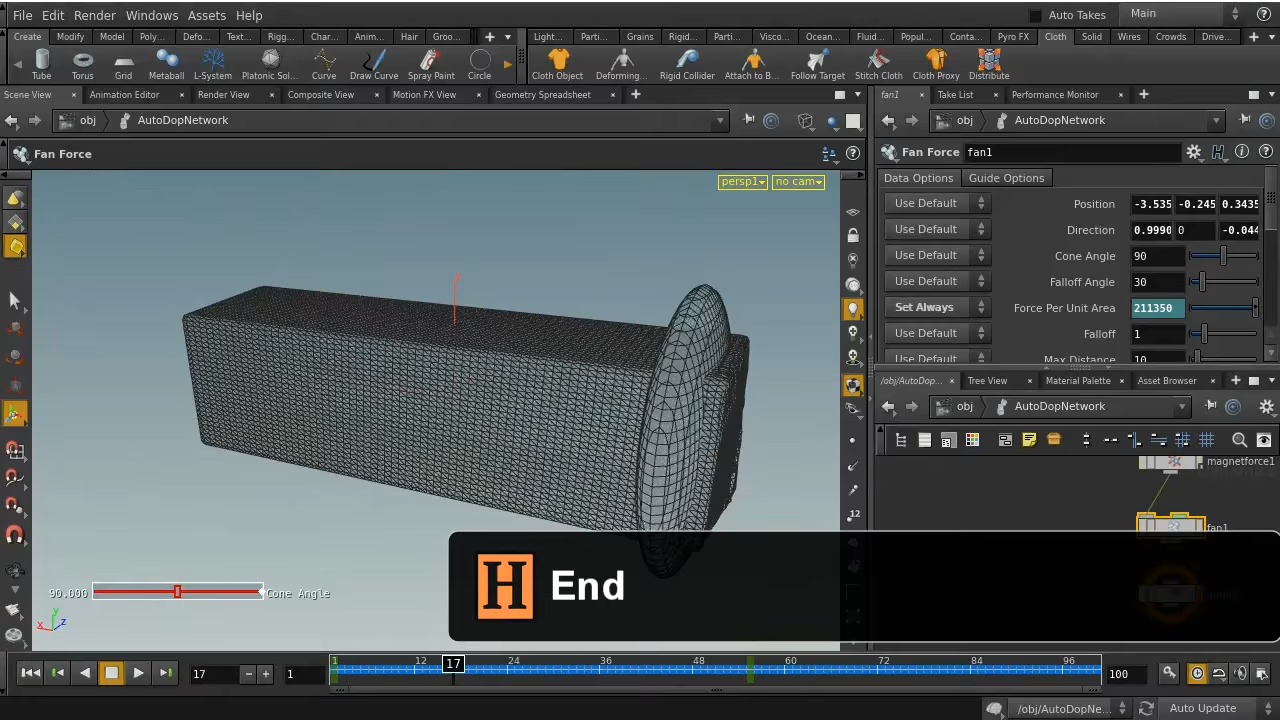 File Edit Render Windows Assets Help Auto Takes Main
Create Modify Model Poly... Defo... Text... Rigg... Char... Anim... Hair Groo...
Light... Parti... Grains Rigid... Parti... Visco... Ocean... Fluid... Popul... Conta... Pyro FX Cloth Solid Wires Crowds Drive...
Tube Torus Grid Metaball L-System Platonic Sol... Curve Draw Curve Spray Paint Circle
Cloth Object Deforming... Rigid Collider Attach to B... Follow Target Stitch Cloth Cloth Proxy Distribute
Scene View Animation Editor Render View Composite View Motion FX View Geometry Spreadsheet
fan1 Take List Performance Monitor
obj AutoDopNetwork
obj AutoDopNetwork
Fan Force
Fan Force fan1
persp1 no cam
Data Options Guide Options
Use Default Position -3.535 -0.245 0.3435
Use Default Direction 0.9990 0 -0.044
Use Default Cone Angle 90
Use Default Falloff Angle 30
Set Always Force Per Unit Area 211350
Use Default Falloff 1
Use Default Max Distance 10
/obj/AutoDop... Tree View Material Palette Asset Browser
obj AutoDopNetwork
magnetforce1
fan1
12
H End
90.000 Cone Angle
y
x z
17 1 1 12 17 24 36 48 60 72 84 96 100
/obj/AutoDopNe... Auto Update